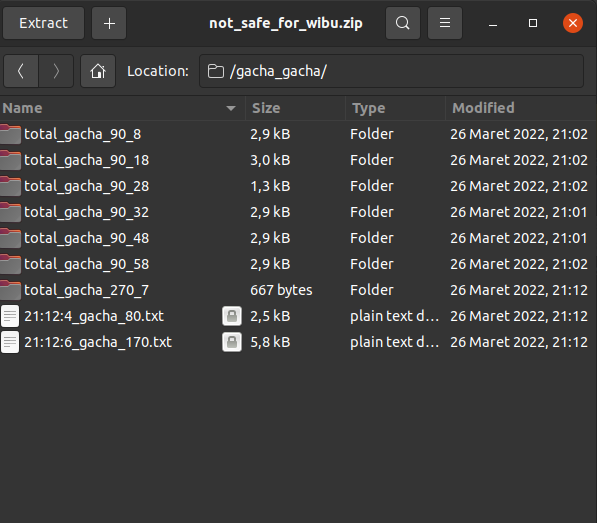 Extract + not_safe_for_wibu.zip
Location: /gacha_gacha/
Name Size Type Modified
total_gacha_90_8 2,9 kB Folder 26 Maret 2022, 21:02
total_gacha_90_18 3,0 kB Folder 26 Maret 2022, 21:02
total_gacha_90_28 1,3 kB Folder 26 Maret 2022, 21:02
total_gacha_90_32 2,9 kB Folder 26 Maret 2022, 21:01
total_gacha_90_48 2,9 kB Folder 26 Maret 2022, 21:01
total_gacha_90_58 2,9 kB Folder 26 Maret 2022, 21:02
total_gacha_270_7 667 bytes Folder 26 Maret 2022, 21:12
21:12:4_gacha_80.txt 2,5 kB plain text d... 26 Maret 2022, 21:12
21:12:6_gacha_170.txt 5,8 kB plain text d... 26 Maret 2022, 21:12